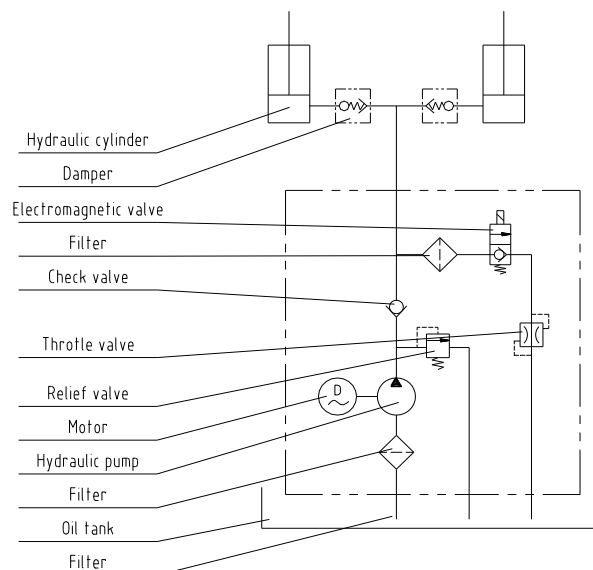 Hydraulic cylinder
Damper
Electromagnetic valve
Filter
Check valve
Throtle valve
Relief valve
D
Motor
Hydraulic pump
Filter
Oil tank
Filter